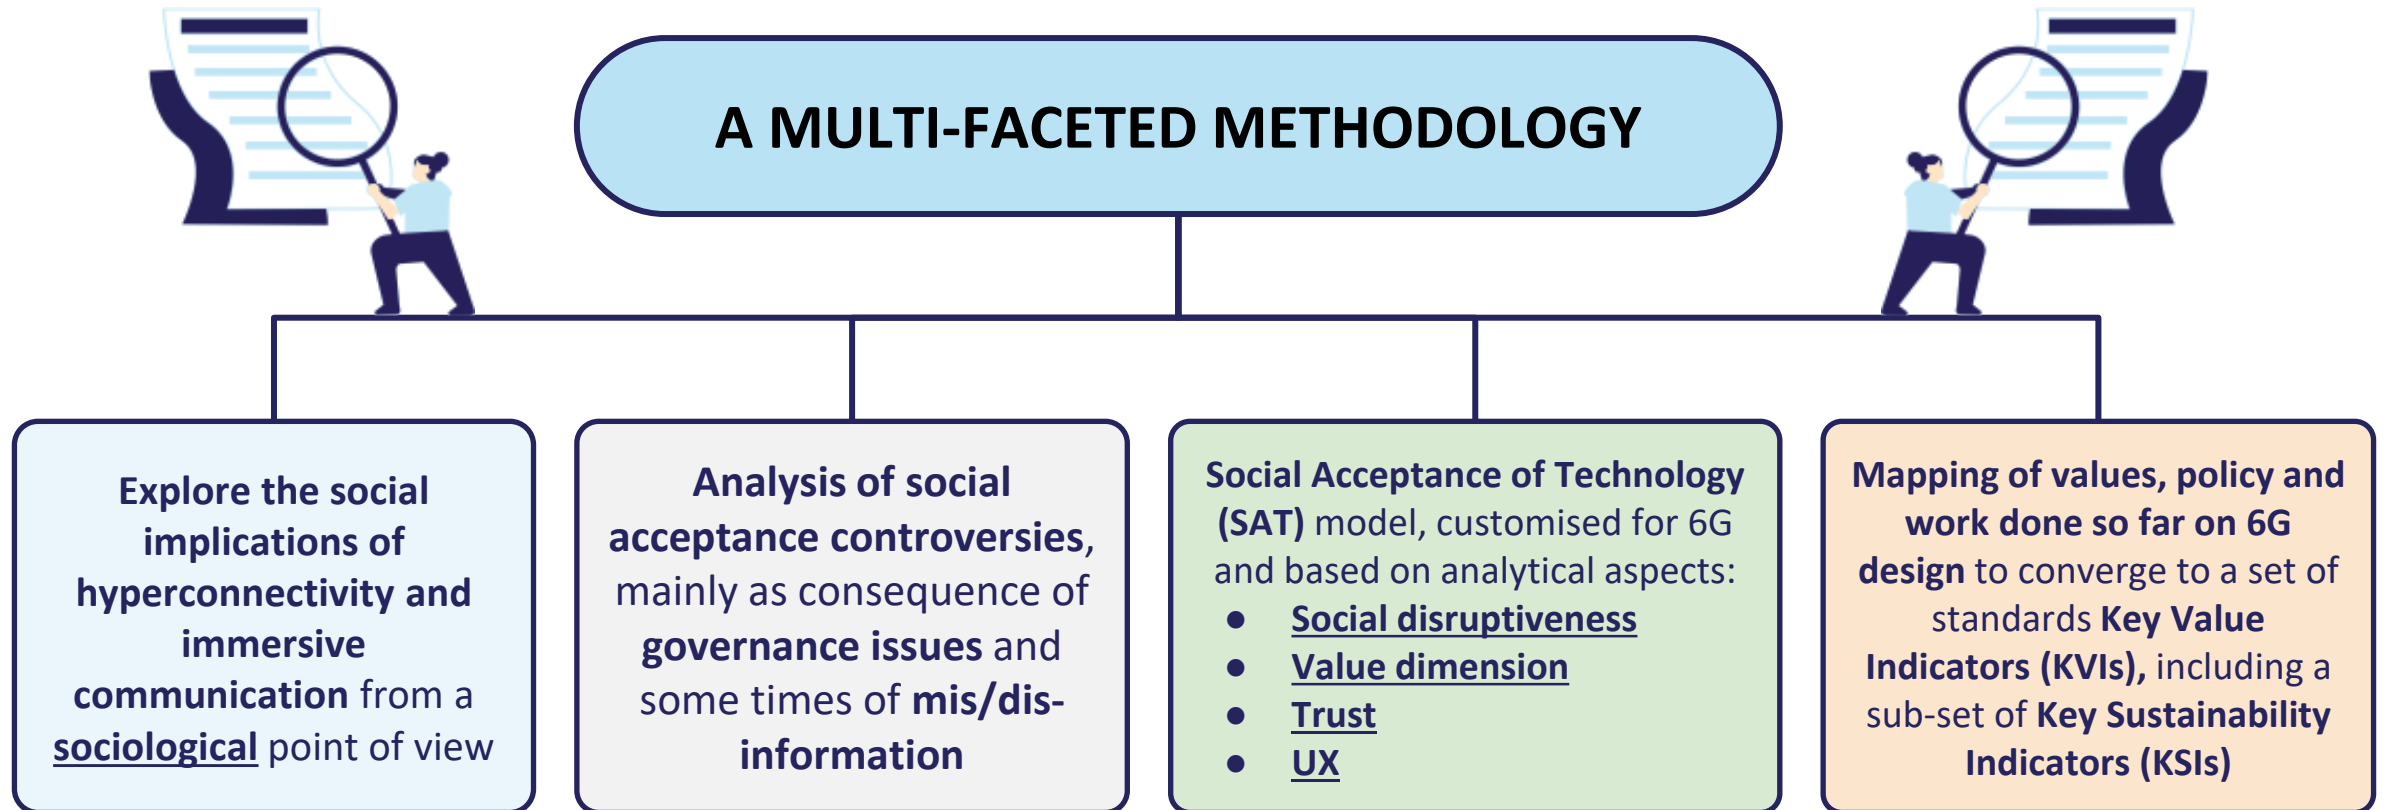 A MULTI-FACETED METHODOLOGY
Explore the social
implications of
hyperconnectivity and
immersive
communication from a
sociological point of view
Analysis of social
acceptance controversies,
mainly as consequence of
governance issues and
some times of mis/dis-
information
Social Acceptance of Technology
(SAT) model, customised for 6G
and based on analytical aspects:
● Social disruptiveness
● Value dimension
● Trust
● UX
Mapping of values, policy and
work done so far on 6G
design to converge to a set of
standards Key Value
Indicators (KVIs), including a
sub-set of Key Sustainability
Indicators (KSIs)